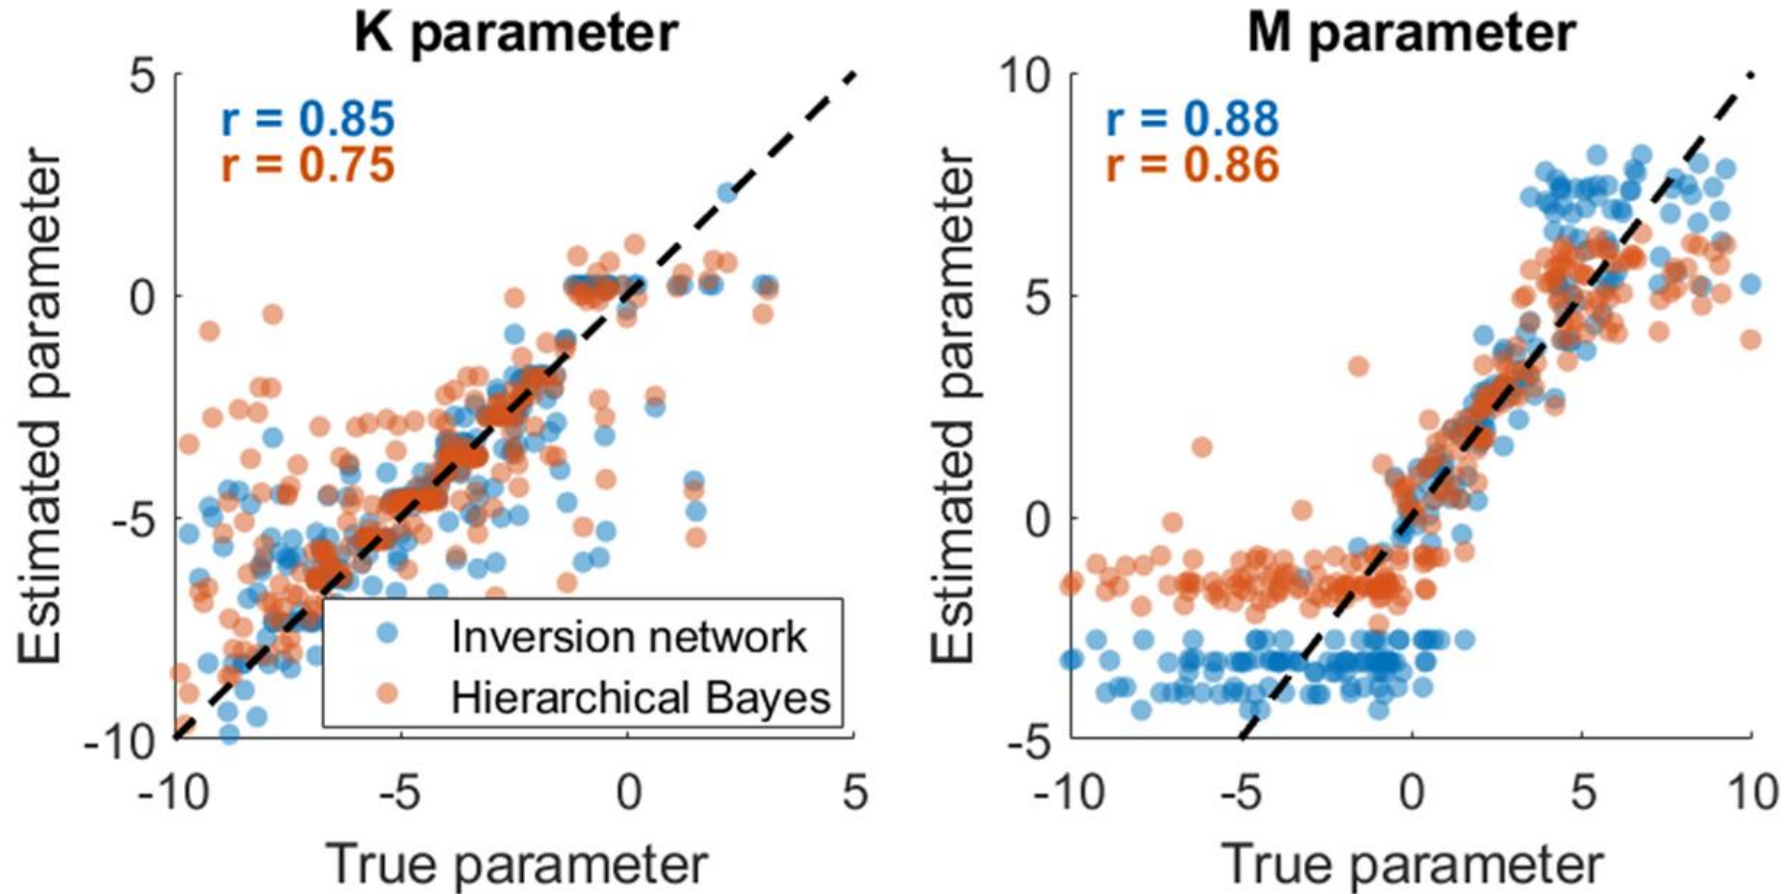 K parameter
r = 0.85
r = 0.75
Estimated parameter
5
0
-5
-10
-10 -5 0 5
True parameter
Inversion network
Hierarchical Bayes
M parameter
r = 0.88
r = 0.86
Estimated parameter
10
5
0
-5
-10 -5 0 5 10
True parameter